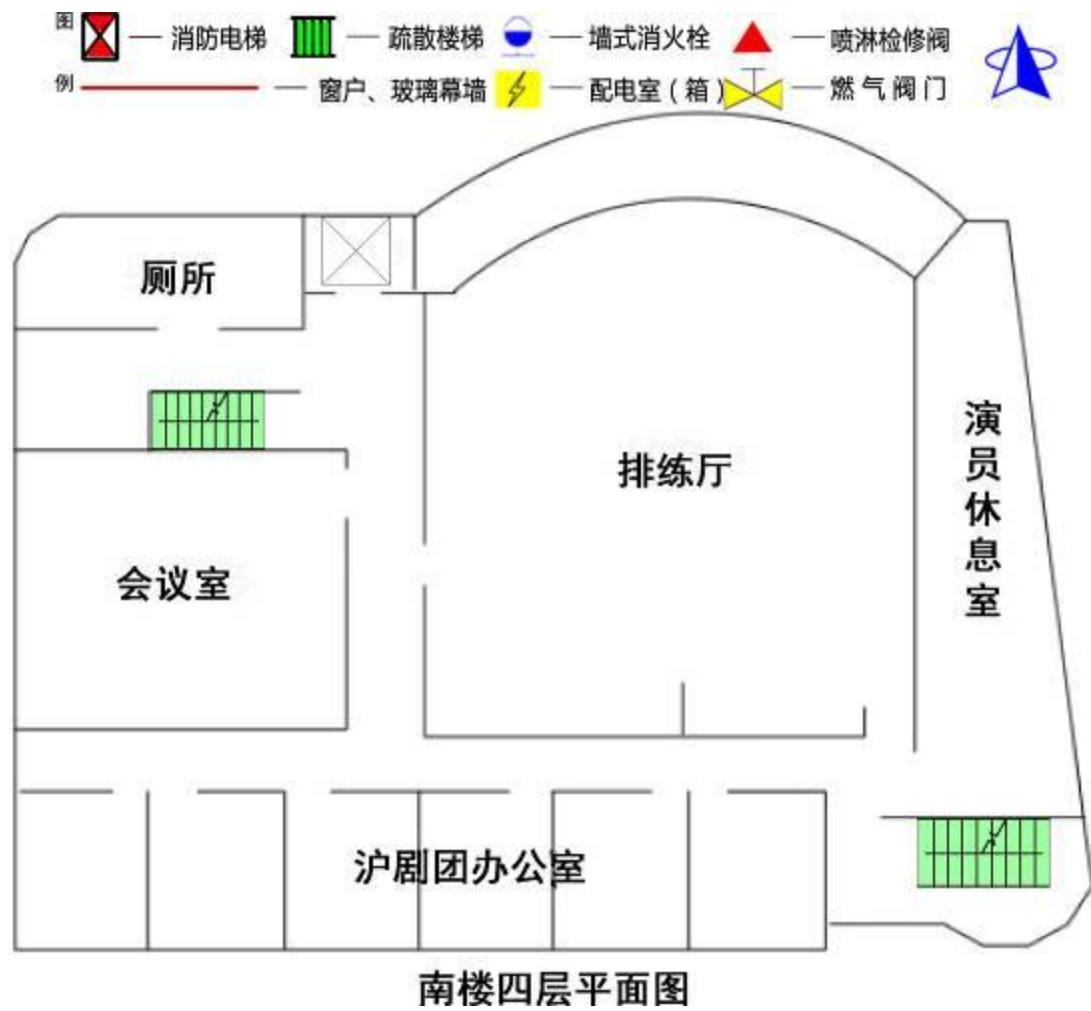 图 — 消防电梯 — 疏散楼梯 — 墙式消火栓 — 喷淋检修阀
例 — 窗户、玻璃幕墙 — 配电室（箱） — 燃气阀门
厕所
排练厅
演员休息室
会议室
沪剧团办公室
南楼四层平面图